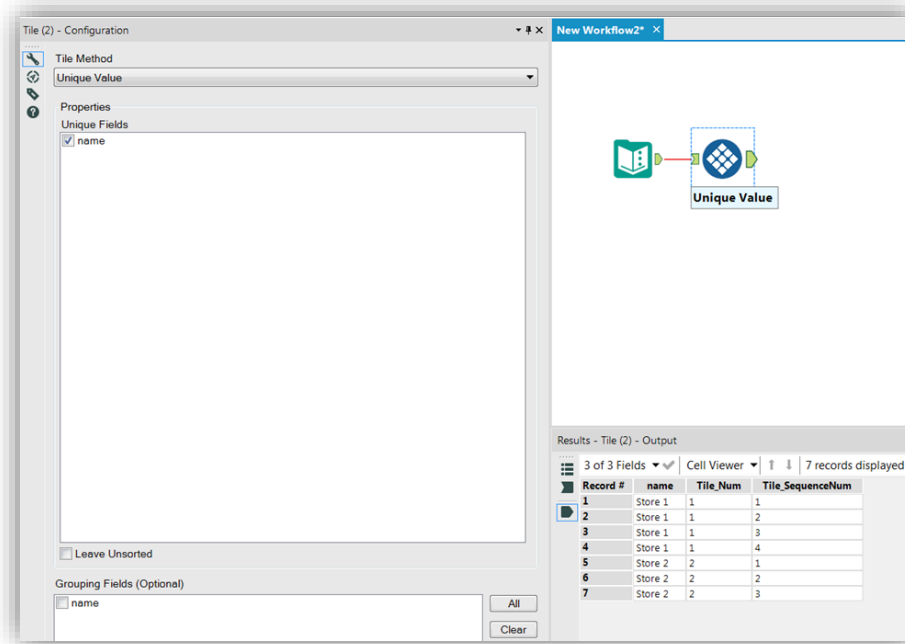 Tile (2) - Configuration
Tile Method
Unique Value
Properties
Unique Fields
name
Leave Unsorted
Grouping Fields (Optional)
name
All
Clear
New Workflow2*
Unique Value
Results - Tile (2) - Output
3 of 3 Fields Cell Viewer 7 records displayed
Record # name Tile_Num Tile_SequenceNum
1 Store 1 1 1
2 Store 1 1 2
3 Store 1 1 3
4 Store 1 1 4
5 Store 2 2 1
6 Store 2 2 2
7 Store 2 2 3